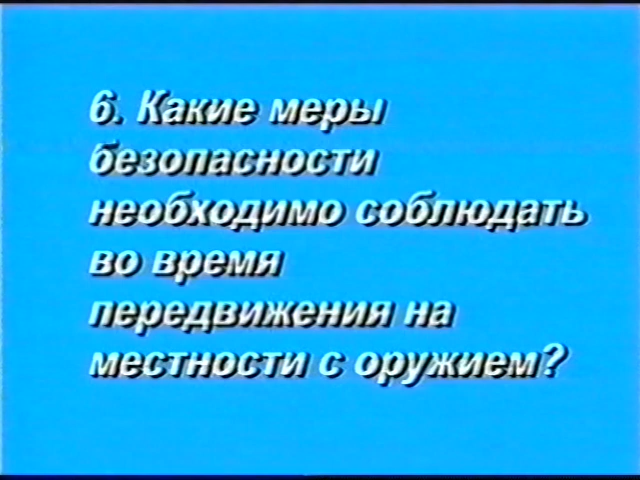 6. Какие меры
безопасности
необходимо соблюдать
во время
передвижения на
местности с оружием?